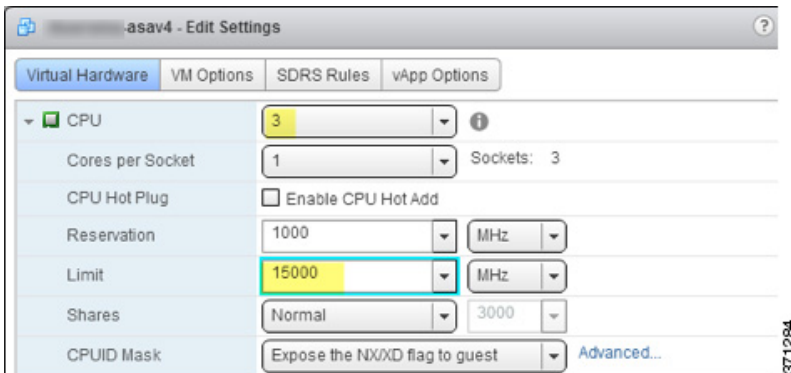 asav4 - Edit Settings ?
Virtual Hardware VM Options SDRS Rules vApp Options
CPU 3
Cores per Socket 1 Sockets: 3
CPU Hot Plug Enable CPU Hot Add
Reservation 1000 MHz
Limit 15000 MHz
Shares Normal 3000
CPUID Mask Expose the NX/XD flag to guest Advanced...
371284